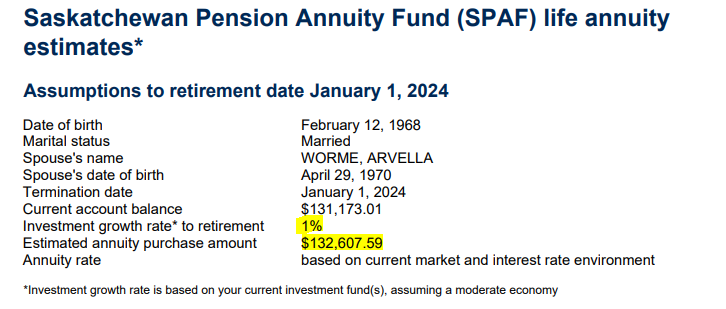 Saskatchewan Pension Annuity Fund (SPAF) life annuity
estimates*
Assumptions to retirement date January 1, 2024
Date of birth February 12, 1968
Marital status Married
Spouse's name WORME, ARVELLA
Spouse's date of birth April 29, 1970
Termination date January 1, 2024
Current account balance $131,173.01
Investment growth rate* to retirement 1%
Estimated annuity purchase amount $132,607.59
Annuity rate based on current market and interest rate environment
*Investment growth rate is based on your current investment fund(s), assuming a moderate economy